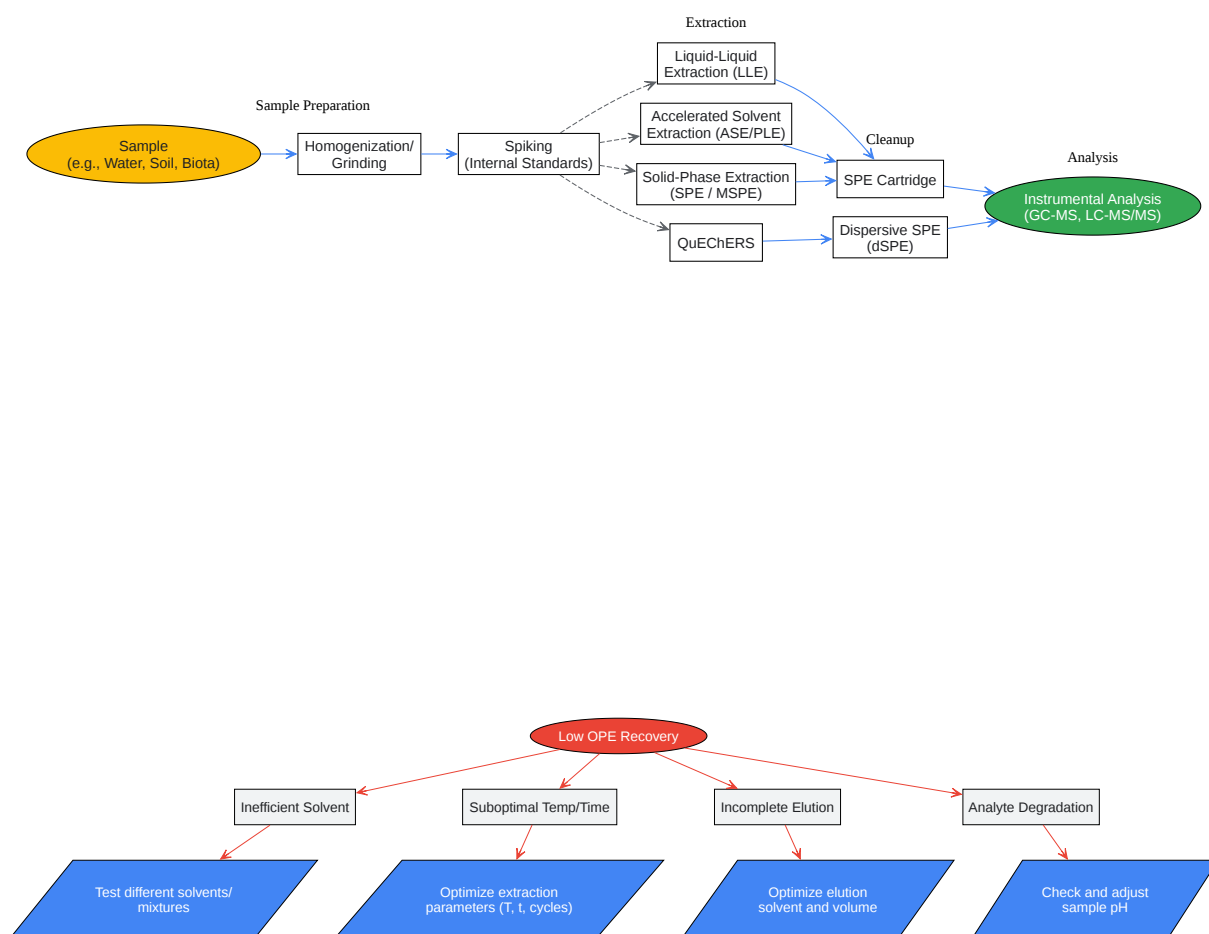 Extraction
Liquid-Liquid
Extraction (LLE)
Sample Preparation
Accelerated Solvent
Extraction (ASE/PLE)
Cleanup
Sample
(e.g., Water, Soil, Biota)
Homogenization/
Grinding
Spiking
(Internal Standards)
Analysis
Solid-Phase Extraction
(SPE / MSPE)
SPE Cartridge
Instrumental Analysis
(GC-MS, LC-MS/MS)
QuEChERS
Dispersive SPE
(dSPE)
Low OPE Recovery
Inefficient Solvent
Suboptimal Temp/Time
Incomplete Elution
Analyte Degradation
Test different solvents/
mixtures
Optimize extraction
parameters (T, t, cycles)
Optimize elution
solvent and volume
Check and adjust
sample pH